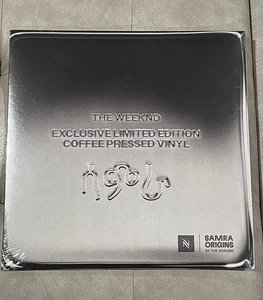 THE WEEKND
EXCLUSIVE LIMITED EDITION
COFFEE PRESSED VINYL
N
SAMRA
ORIGINS
BY THE WEEKND